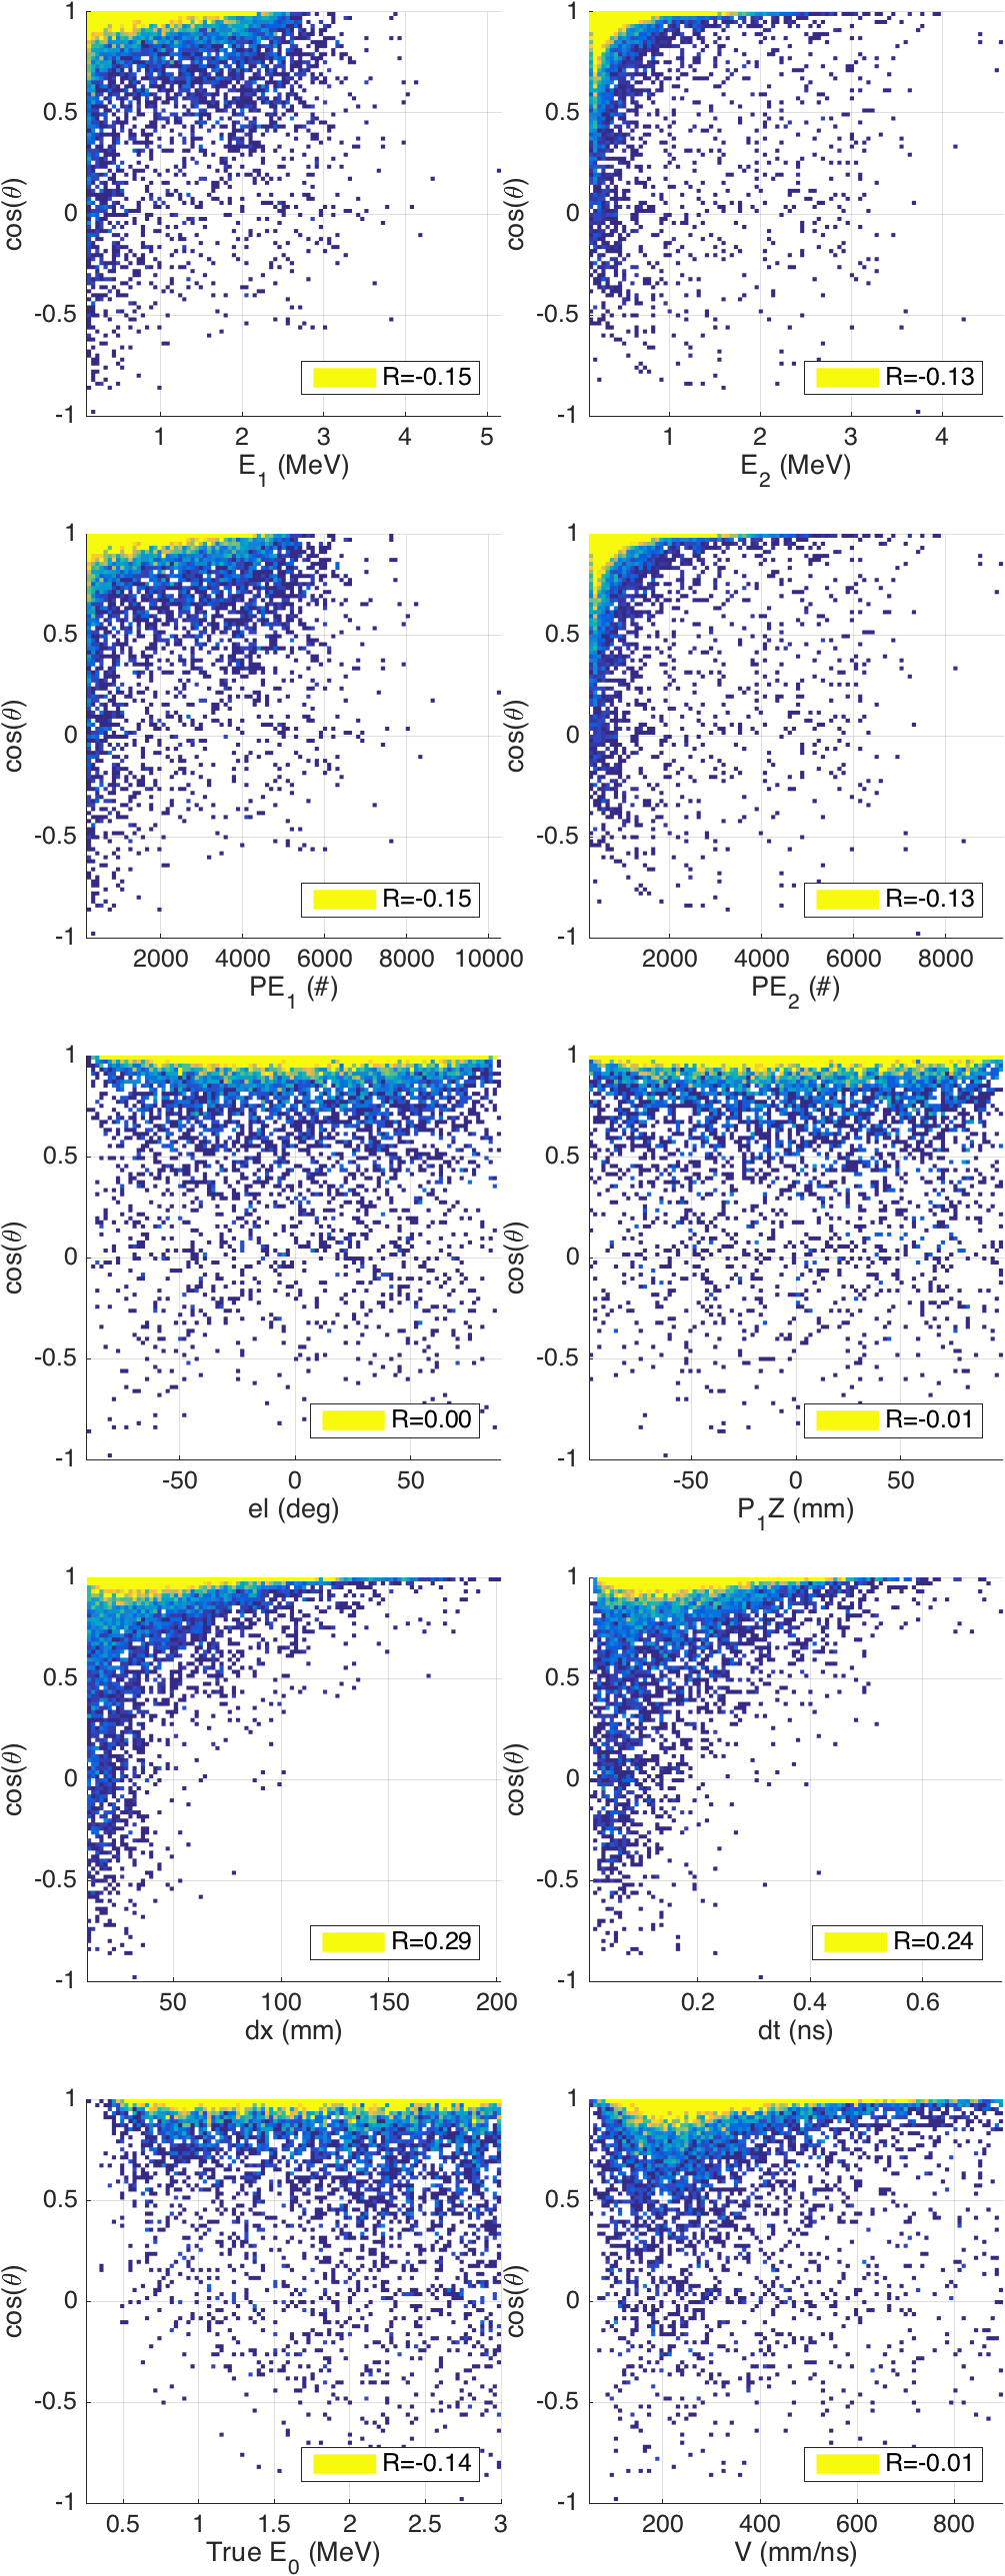 1
0.5
0
-0.5
-1
cos(θ)
R=-0.15
1 2 3 4 5
E1 (MeV)
1
0.5
0
-0.5
-1
cos(θ)
R=-0.13
1 2 3 4
E2 (MeV)
1
0.5
0
-0.5
-1
cos(θ)
R=-0.15
2000 4000 6000 8000 10000
PE1 (#)
1
0.5
0
-0.5
-1
cos(θ)
R=-0.13
2000 4000 6000 8000
PE2 (#)
1
0.5
0
-0.5
-1
cos(θ)
R=0.00
-50 0 50
el (deg)
1
0.5
0
-0.5
-1
cos(θ)
R=-0.01
-50 0 50
P1Z (mm)
1
0.5
0
-0.5
-1
cos(θ)
R=0.29
50 100 150 200
dx (mm)
1
0.5
0
-0.5
-1
cos(θ)
R=0.24
0.2 0.4 0.6
dt (ns)
1
0.5
0
-0.5
-1
cos(θ)
R=-0.14
0.5 1 1.5 2 2.5 3
True E0 (MeV)
1
0.5
0
-0.5
-1
cos(θ)
R=-0.01
200 400 600 800
V (mm/ns)